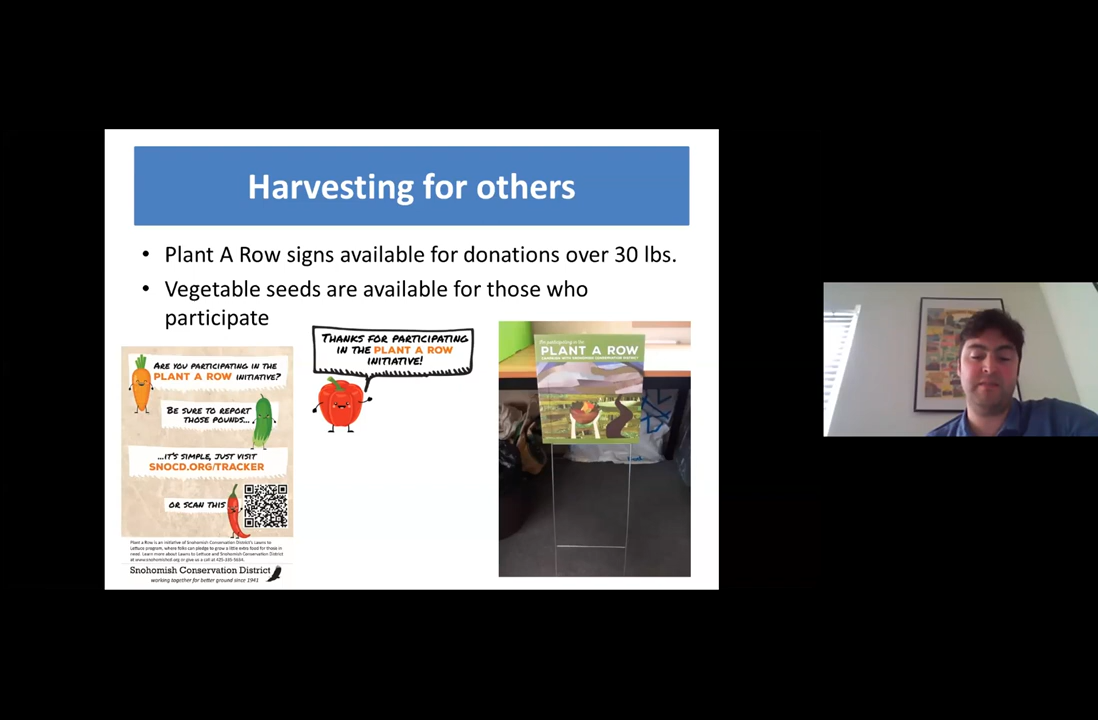 Harvesting for others
• Plant A Row signs available for donations over 30 lbs.
• Vegetable seeds are available for those who
participate
ARE YOU PARTICIPATING IN THE
PLANT A ROW INITIATIVE?
BE SURE TO REPORT
THOSE POUNDS...
...IT'S SIMPLE, JUST VISIT
SNOCD.ORG/TRACKER
OR SCAN THIS
Plant a Row is an initiative of Snohomish Conservation District's Lawns to
Lettuce program, where folks can pledge to grow a little extra food for those in
need. Learn more about Lawns to Lettuce and Snohomish Conservation District
at www.snohomishcd.org or give us a call at 425-335-5634.
Snohomish Conservation District
working together for better ground since 1941
THANKS FOR PARTICIPATING
IN THE PLANT A ROW
INITIATIVE!
I'm participating in the
PLANT A ROW
CAMPAIGN WITH SNOHOMISH CONSERVATION DISTRICT